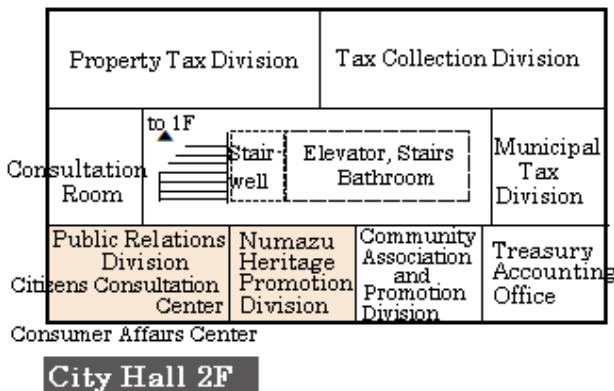 Property Tax Division
Tax Collection Division
to 1F
Consultation
Room
Stair
well
Elevator, Stairs
Bathroom
Municipal
Tax
Division
Public Relations
Division
Citizens Consultation
Center
Numazu
Heritage
Promotion
Division
Community
Association
and
Promotion
Division
Treasury
Accounting
Office
Consumer Affairs Center
City Hall 2F